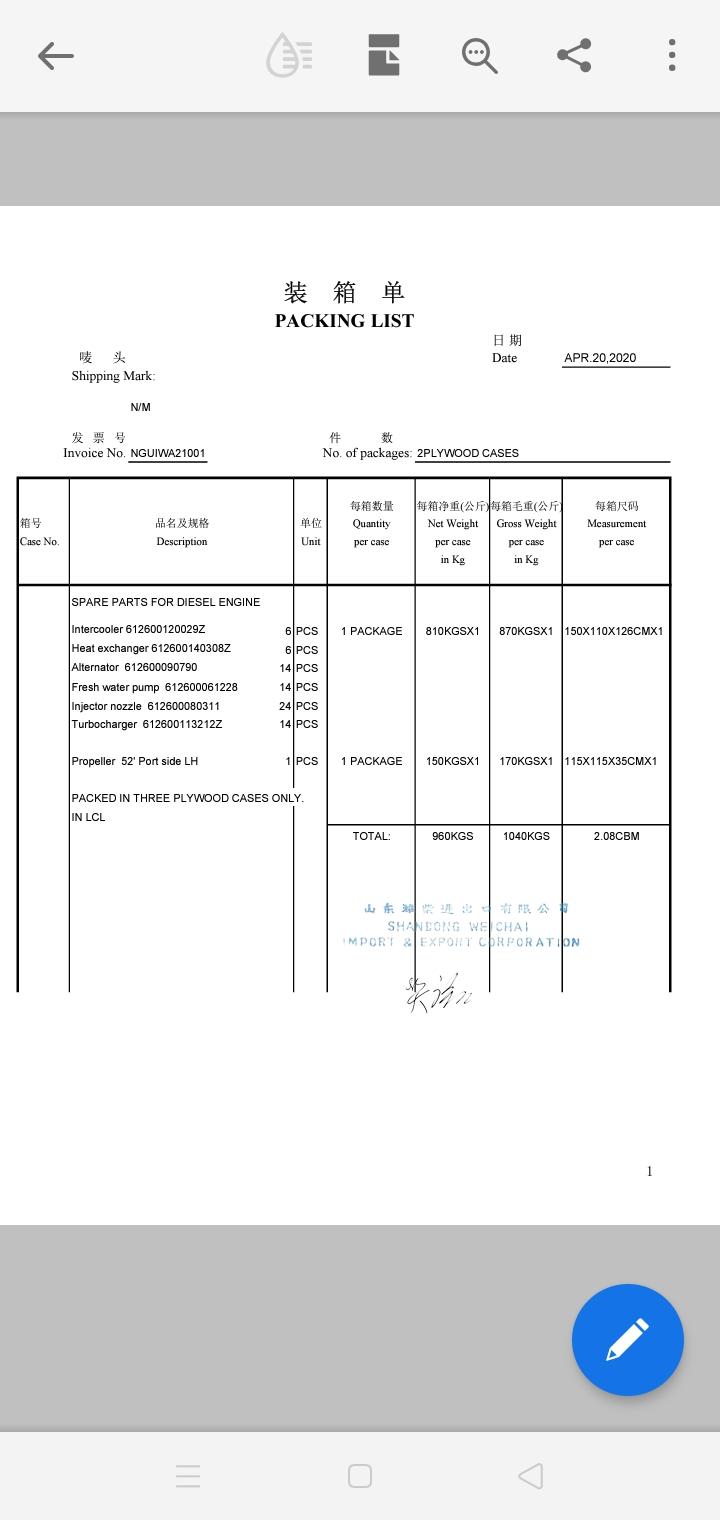 装 箱 单
PACKING LIST
日 期
Date APR.20,2020
唛 头
Shipping Mark:
N/M
发 票 号 件 数
Invoice No. NGUIWA21001 No. of packages: 2PLYWOOD CASES
箱号 品名及规格 单位 每箱数量 每箱净重(公斤) 每箱毛重(公斤) 每箱尺码
Case No. Description Unit Quantity Net Weight Gross Weight Measurement
per case per case per case per case
in Kg in Kg
SPARE PARTS FOR DIESEL ENGINE
Intercooler 612600120029Z 6 PCS 1 PACKAGE 810KGSX1 870KGSX1 150X110X126CMX1
Heat exchanger 612600140308Z 6 PCS
Alternator 612600090790 14 PCS
Fresh water pump 612600061228 14 PCS
Injector nozzle 612600080311 24 PCS
Turbocharger 612600113212Z 14 PCS
Propeller 52' Port side LH 1 PCS 1 PACKAGE 150KGSX1 170KGSX1 115X115X35CMX1
PACKED IN THREE PLYWOOD CASES ONLY.
IN LCL
TOTAL: 960KGS 1040KGS 2.08CBM
山东潍柴进出口有限公司
SHANDONG WEICHAI
IMPORT & EXPORT CORPORATION
1